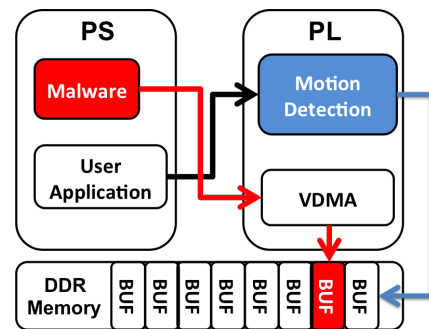 PS
PL
Malware
Motion
Detection
User
Application
VDMA
DDR
Memory
BUF
BUF
BUF
BUF
BUF
BUF
BUF
BUF